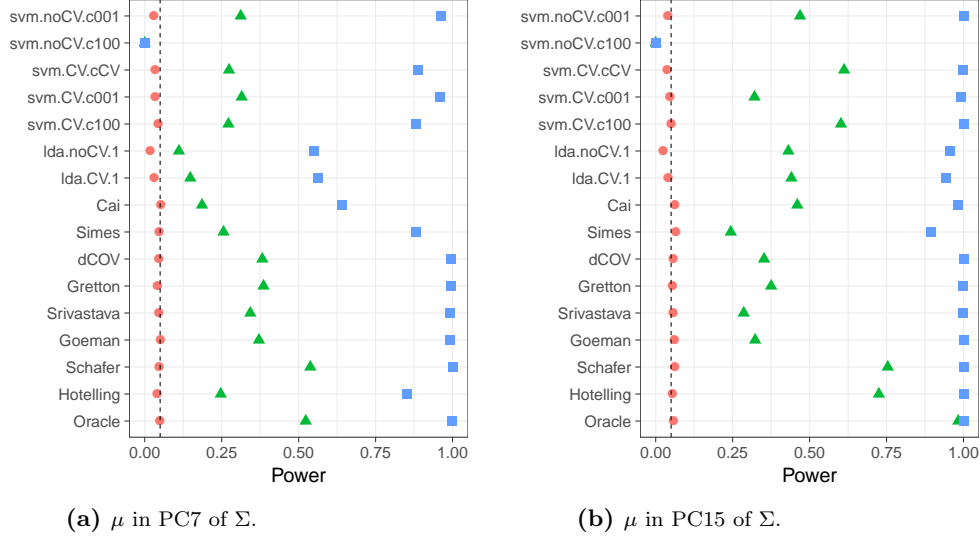 svm.noCV.c001
svm.noCV.c100
svm.CV.cCV
svm.CV.c001
svm.CV.c100
lda.noCV.1
lda.CV.1
Cai
Simes
dCOV
Gretton
Srivastava
Goeman
Schafer
Hotelling
Oracle
0.00 0.25 0.50 0.75 1.00
Power
(a) μ in PC7 of Σ.
svm.noCV.c001
svm.noCV.c100
svm.CV.cCV
svm.CV.c001
svm.CV.c100
lda.noCV.1
lda.CV.1
Cai
Simes
dCOV
Gretton
Srivastava
Goeman
Schafer
Hotelling
Oracle
0.00 0.25 0.50 0.75 1.00
Power
(b) μ in PC15 of Σ.